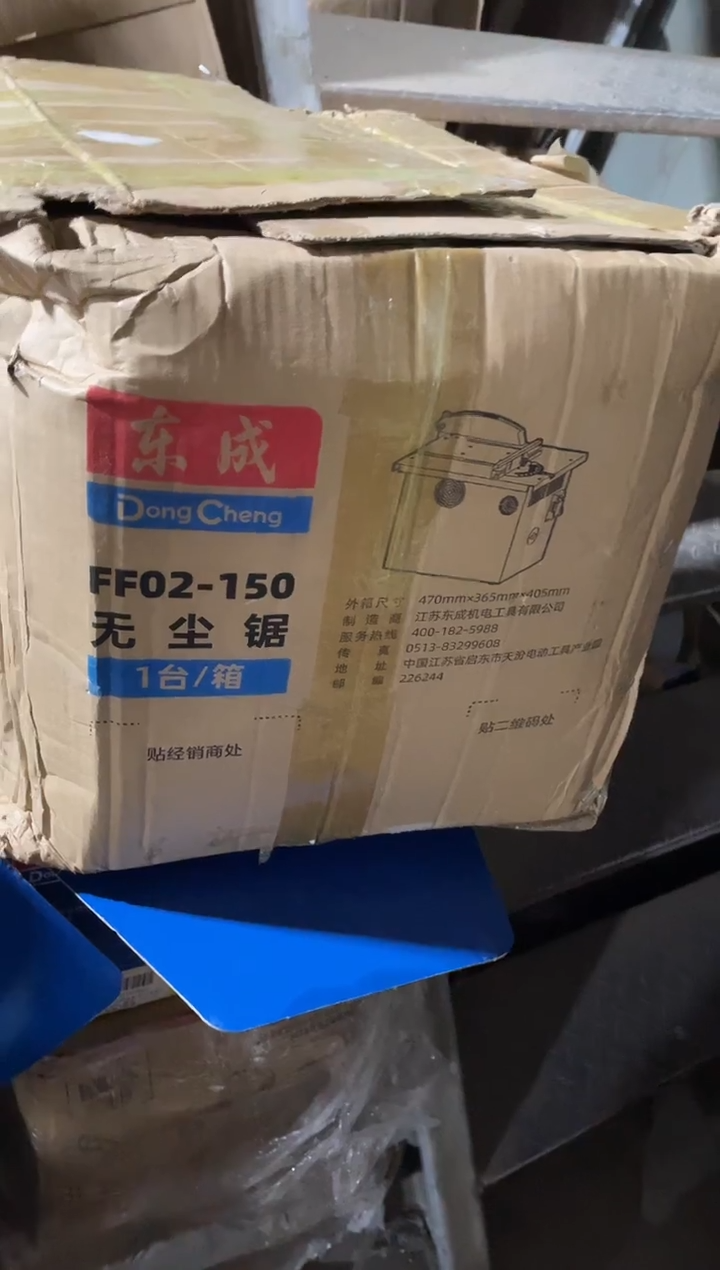 东成
DongCheng
FF02-150
无尘锯
1台/箱
外箱尺寸 470mm×365mm×405mm
制造商 江苏东成机电工具有限公司
服务热线 400-182-5988
传真 0513-83299608
地址 中国江苏省启东市天汾电动工具产业园
邮编 226244
贴经销商处
贴二维码处